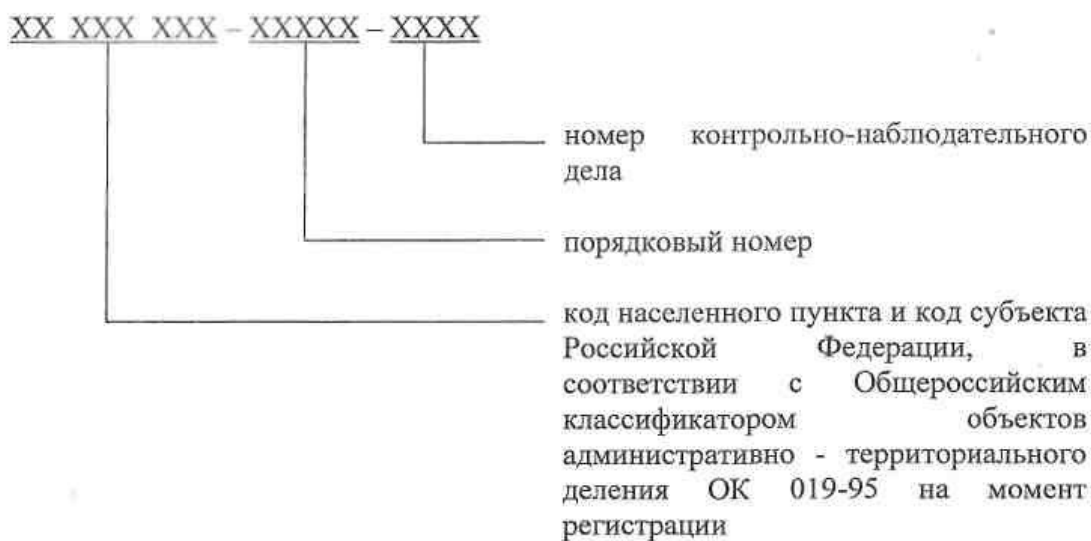 XX XXX XXX – XXXXX – XXXX
номер контрольно-наблюдательного
дела
порядковый номер
код населенного пункта и код субъекта
Российской Федерации, в
соответствии с Общероссийским
классификатором объектов
административно - территориального
деления ОК 019-95 на момент
регистрации